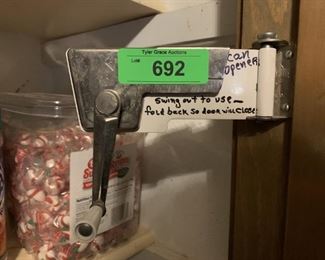 Tyler Grace Auctions
Lot#
692
can
opener
swing out to use -
fold back so door will close